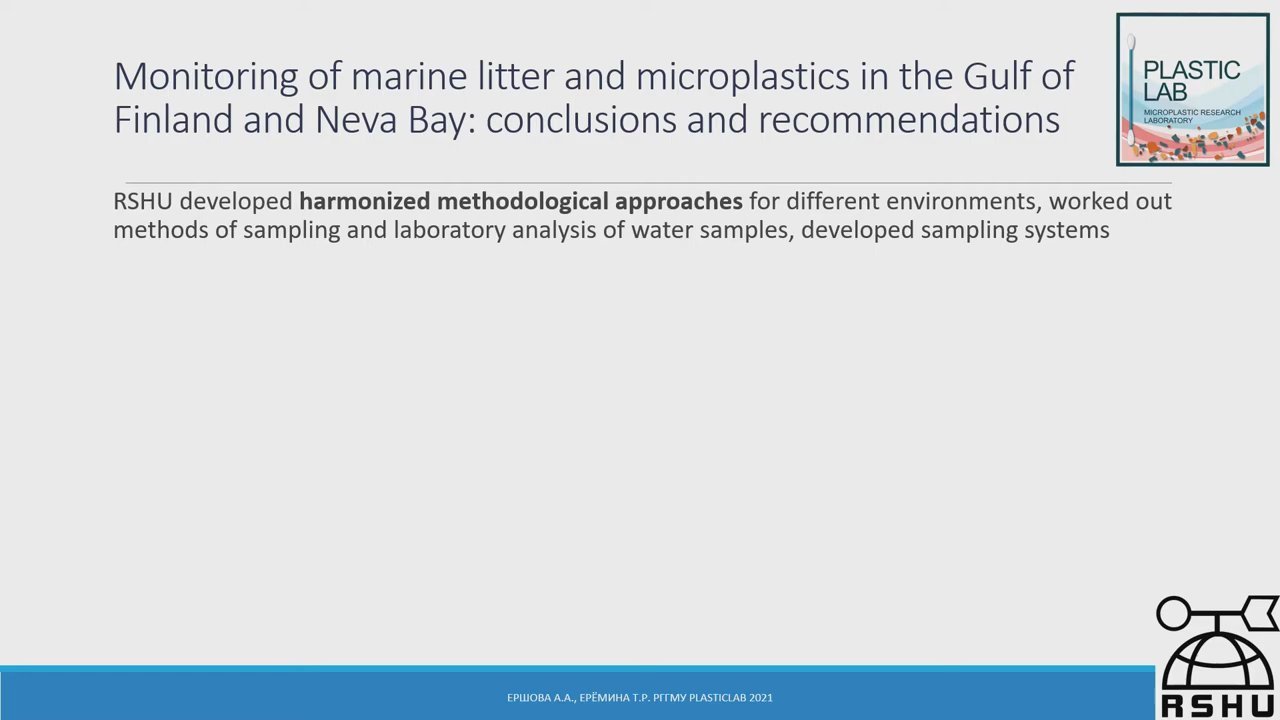 Monitoring of marine litter and microplastics in the Gulf of
Finland and Neva Bay: conclusions and recommendations
PLASTIC
LAB
MICROPLASTIC RESEARCH
LABORATORY
RSHU developed harmonized methodological approaches for different environments, worked out
methods of sampling and laboratory analysis of water samples, developed sampling systems
ЕРШОВА А.А., ЕРЁМИНА Т.Р. РГГМУ PLASTICLAB 2021
RSHU